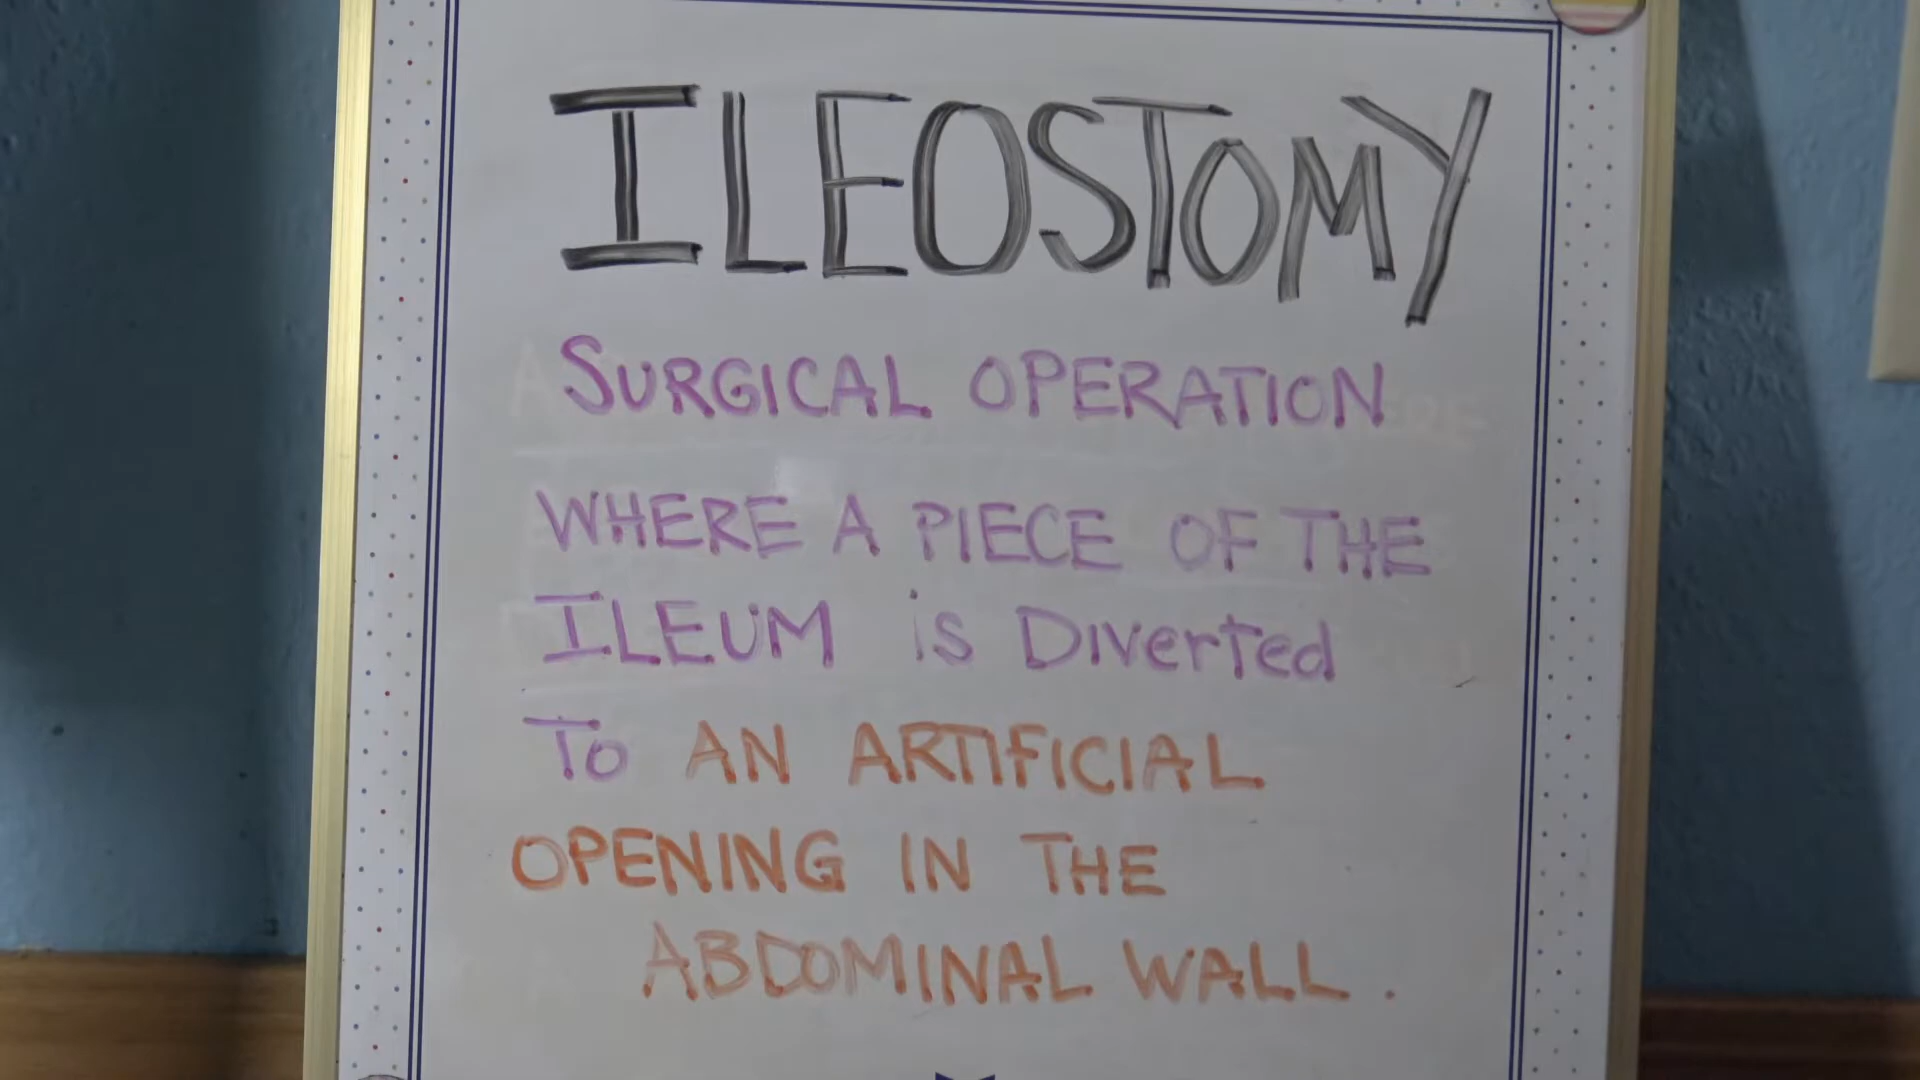 ILEOSTOMY
SURGICAL OPERATION
WHERE A PIECE OF THE
ILEUM iS DIVerTed
To AN ARTIFICIAL
OPENING IN THE
ABDOMINAL WALL.